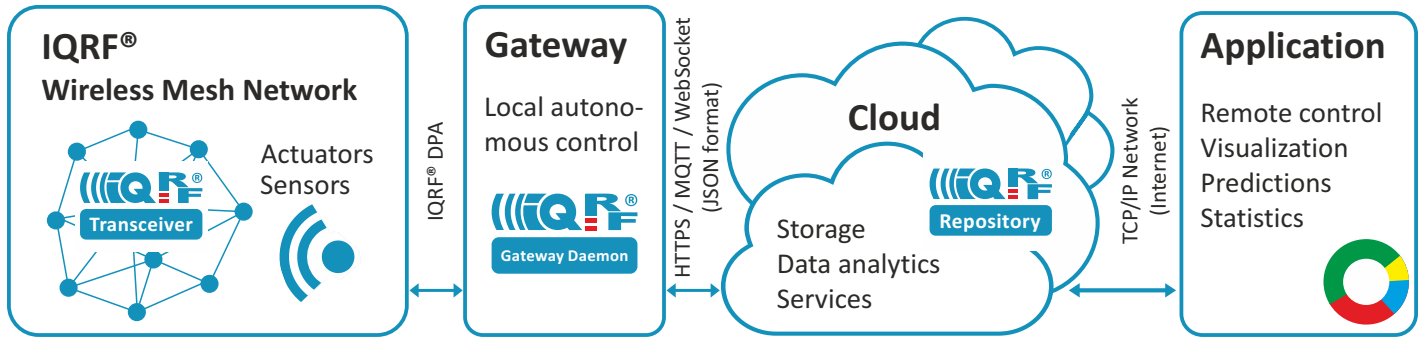 IQRF®
Wireless Mesh Network
IQRF®
Transceiver
Actuators
Sensors
IQRF® DPA
Gateway
Local autono-
mous control
IQRF®
Gateway Daemon
HTTPS / MQTT / WebSocket
(JSON format)
Cloud
IQRF®
Repository
Storage
Data analytics
Services
TCP/IP Network
(Internet)
Application
Remote control
Visualization
Predictions
Statistics